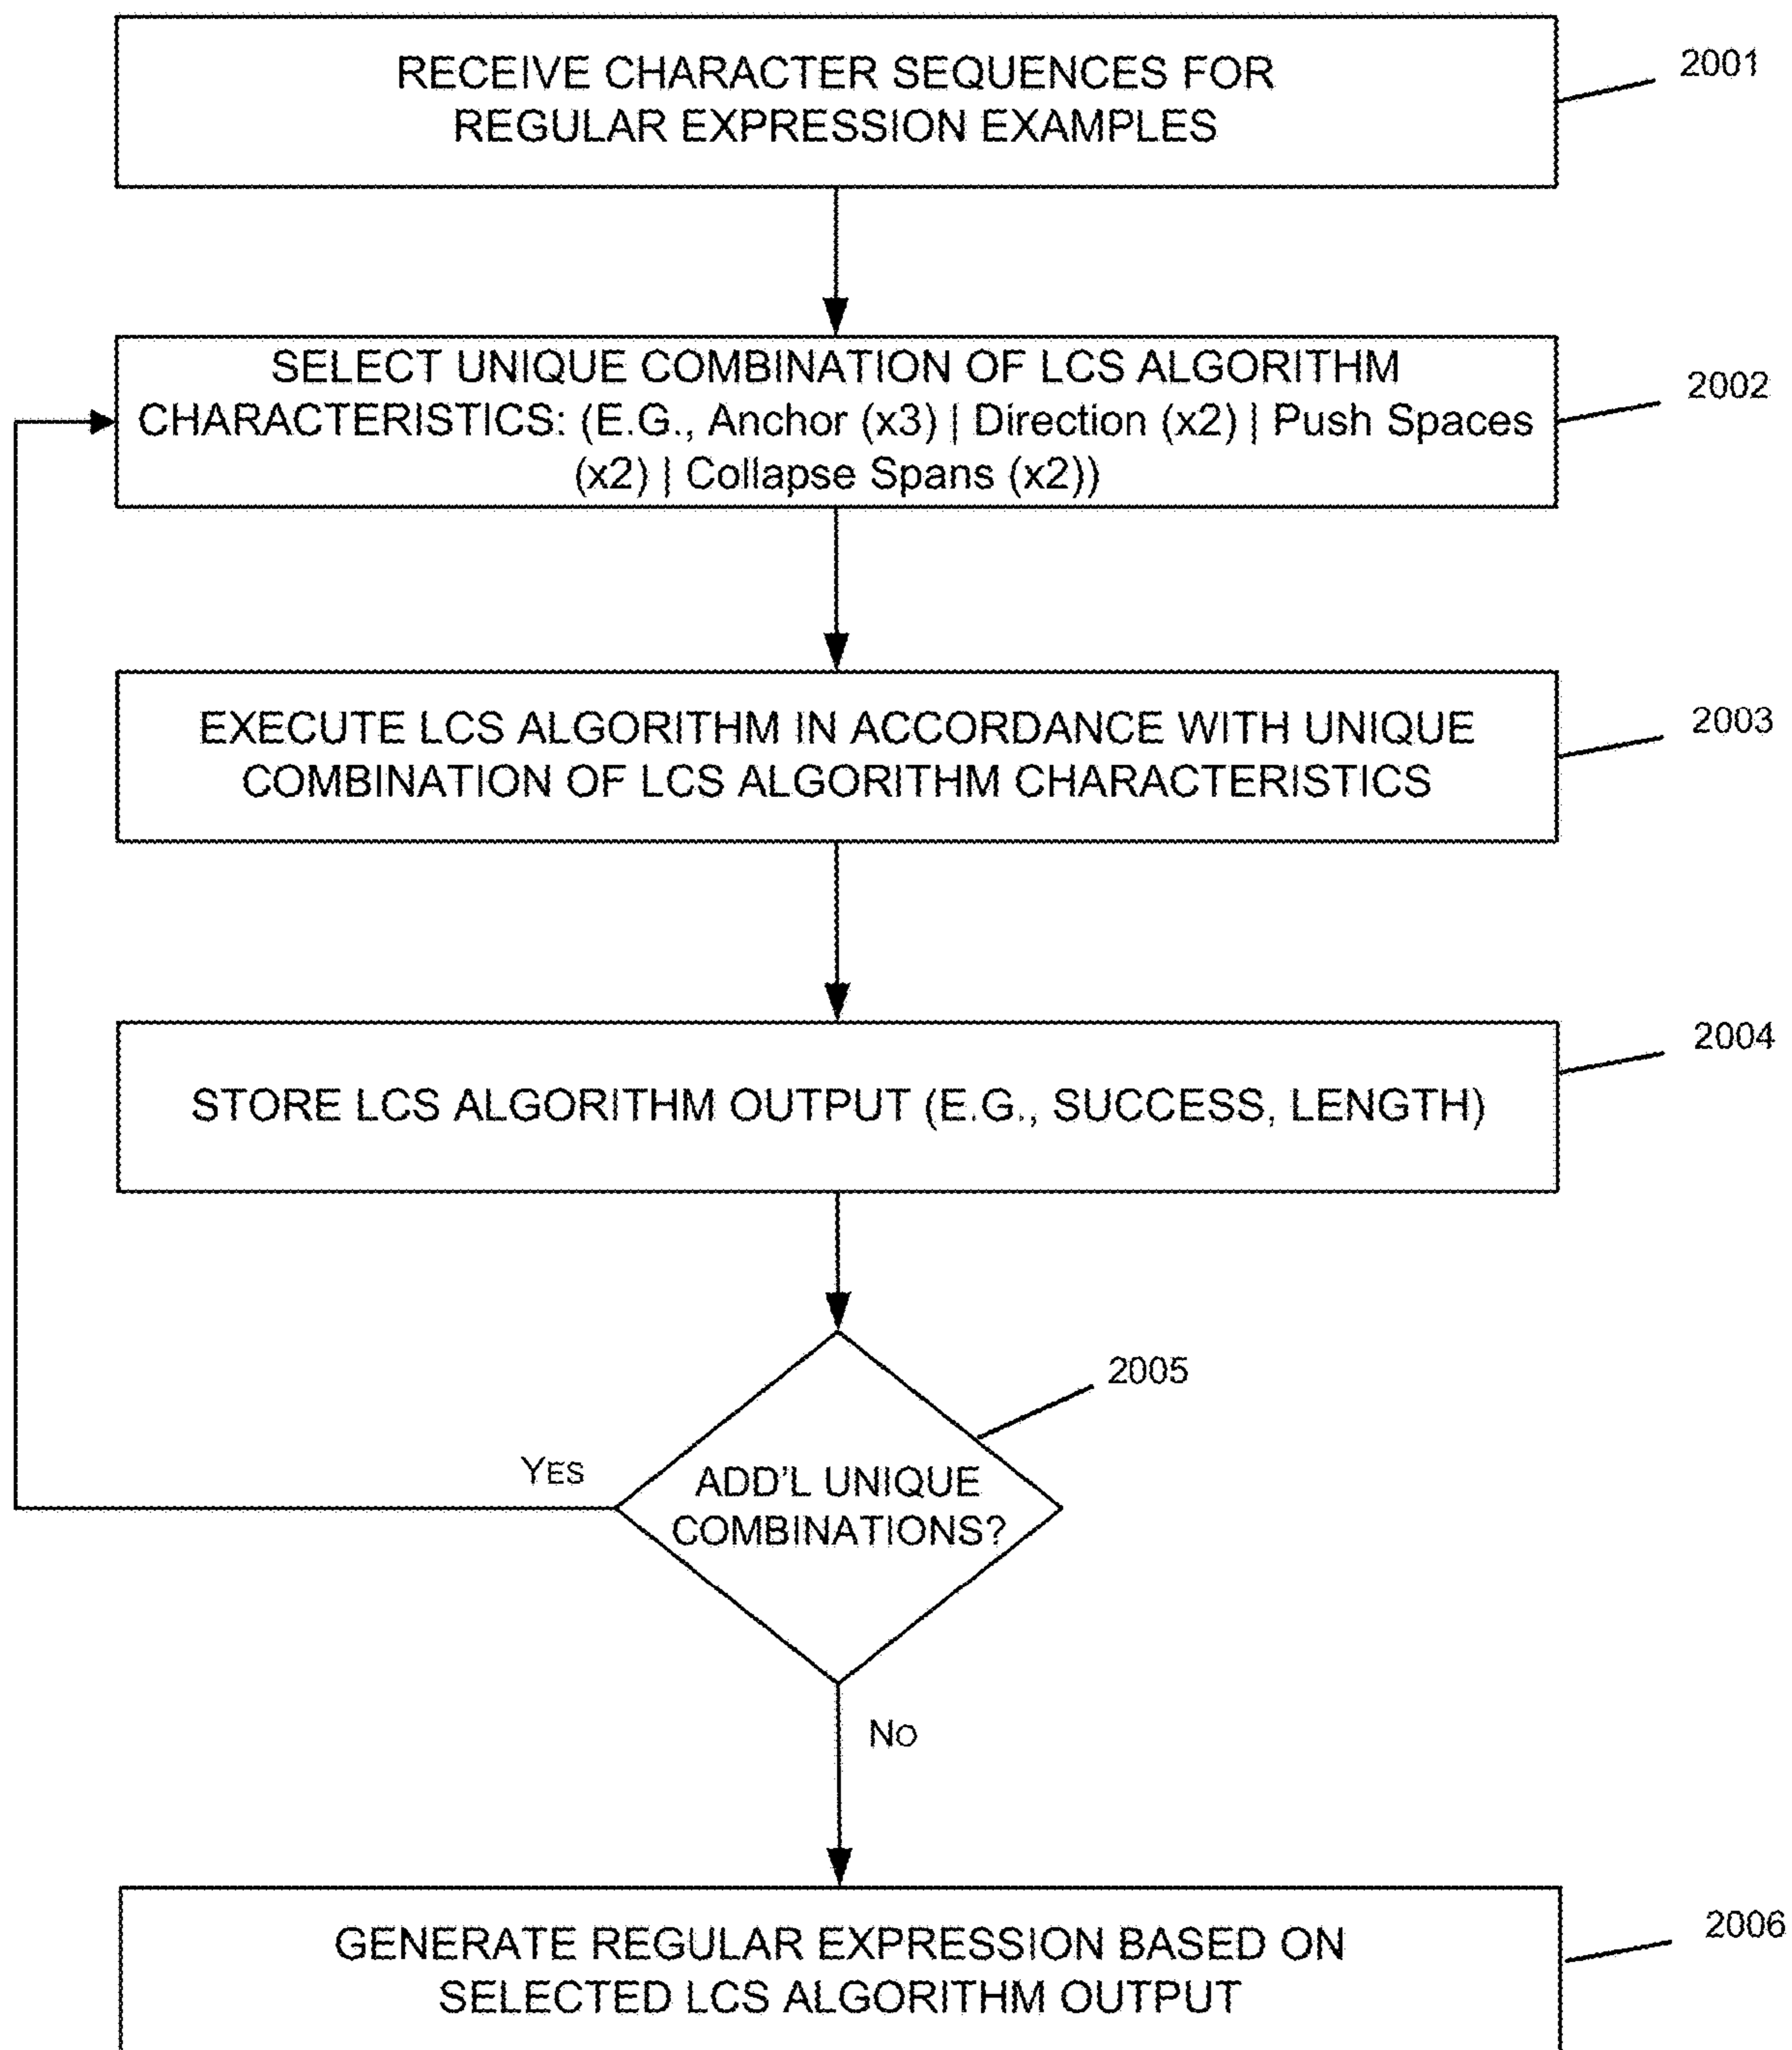 RECEIVE CHARACTER SEQUENCES FOR
REGULAR EXPRESSION EXAMPLES
2001
SELECT UNIQUE COMBINATION OF LCS ALGORITHM
CHARACTERISTICS: (E.G., Anchor (x3) | Direction (x2) | Push Spaces
(x2) | Collapse Spans (x2))
2002
EXECUTE LCS ALGORITHM IN ACCORDANCE WITH UNIQUE
COMBINATION OF LCS ALGORITHM CHARACTERISTICS
2003
STORE LCS ALGORITHM OUTPUT (E.G., SUCCESS, LENGTH)
2004
ADD'L UNIQUE
COMBINATIONS?
2005
YES
NO
GENERATE REGULAR EXPRESSION BASED ON
SELECTED LCS ALGORITHM OUTPUT
2006